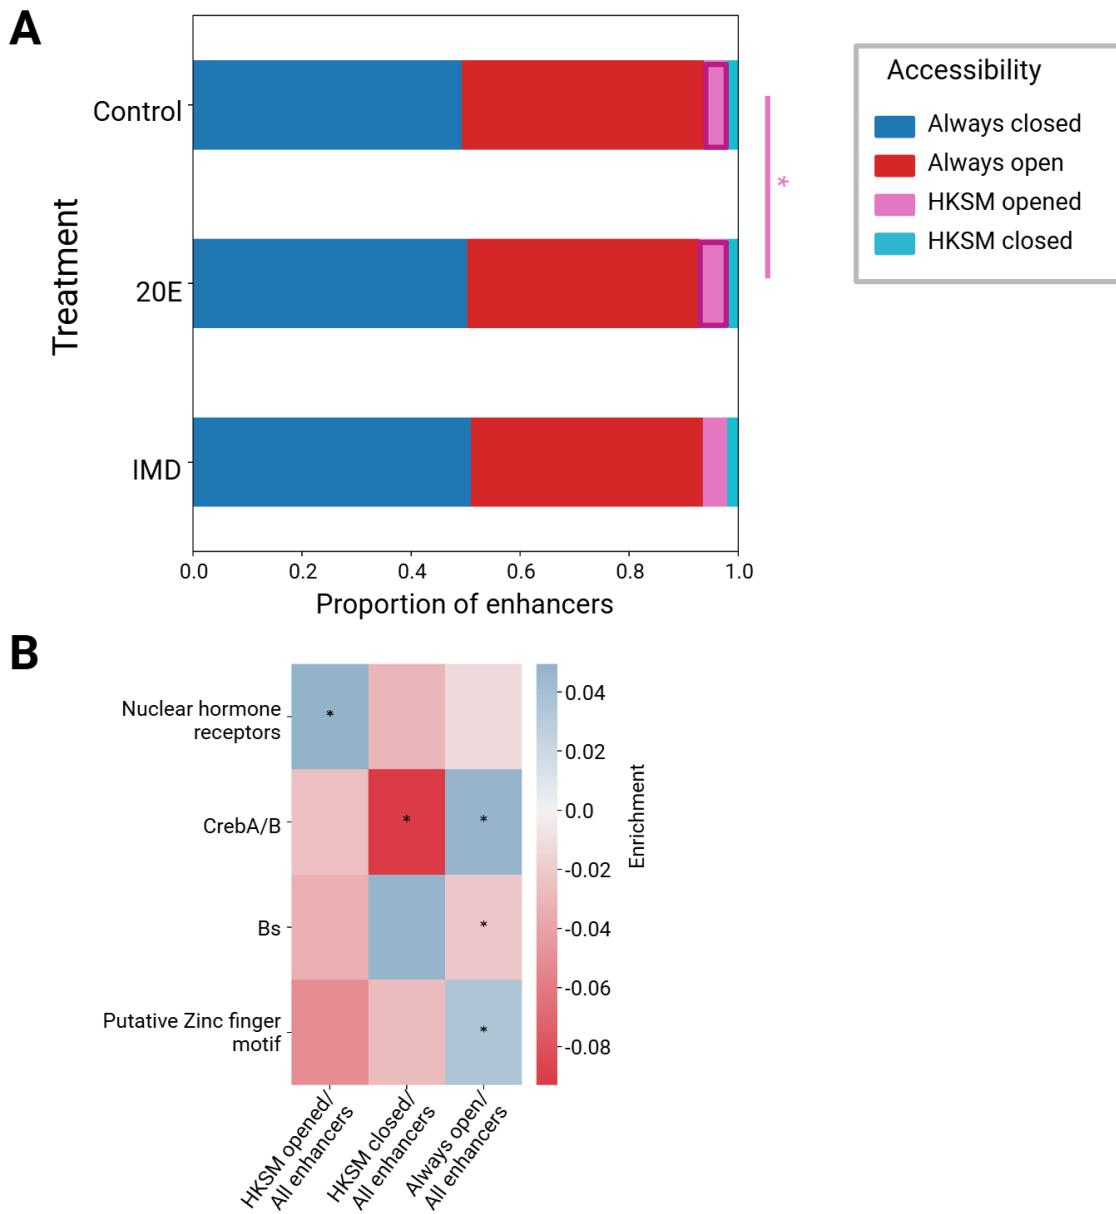 A
Treatment
Control
20E
IMD
*
0.0 0.2 0.4 0.6 0.8 1.0
Proportion of enhancers
Accessibility
Always closed
Always open
HKSM opened
HKSM closed
B
Nuclear hormone
receptors
CrebA/B
Bs
Putative Zinc finger
motif
*
* *
*
*
HKSM opened/
All enhancers
HKSM closed/
All enhancers
Always open/
All enhancers
0.04
0.02
0.0
-0.02
-0.04
-0.06
-0.08
Enrichment